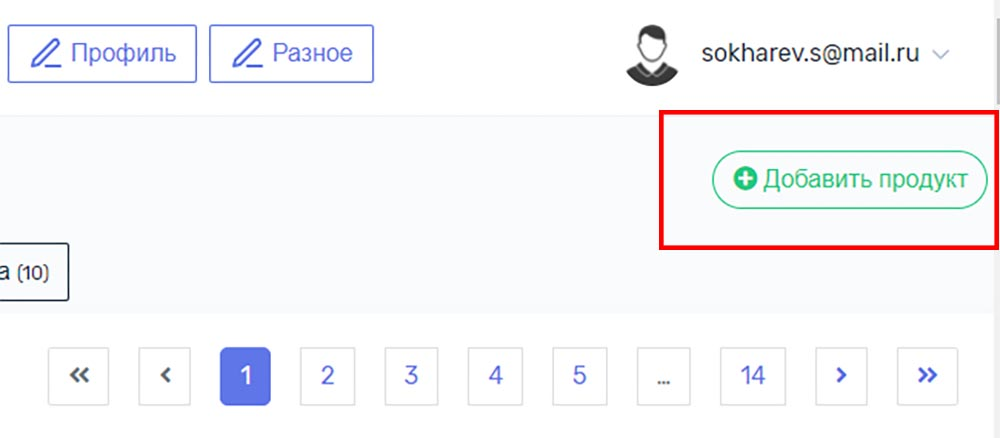 Профиль Разное sokharev.s@mail.ru
Добавить продукт
а (10)
« ‹ 1 2 3 4 5 ... 14 › »